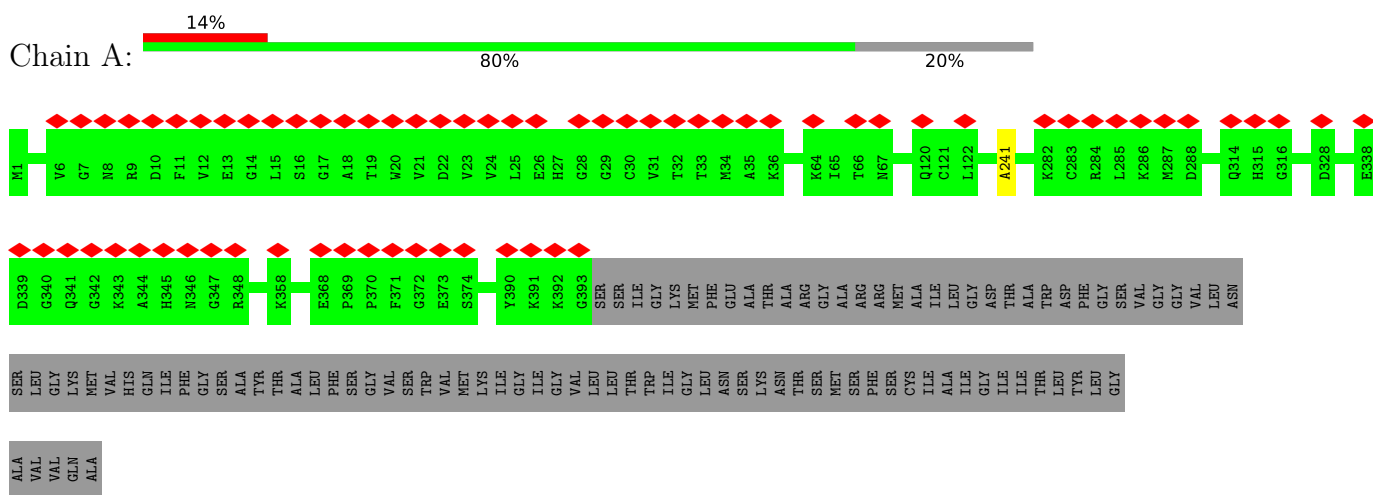 14%
Chain A:
80% 20%
M1 V6 G7 N8 R9 D10 F11 V12 E13 G14 L15 S16 G17 A18 T19 W20 V21 D22 V23 V24 L25 E26 H27 G28 G29 C30 V31 T32 T33 M34 A35 K36 K64 I65 T66 N67 Q120 C121 L122 A241 K282 C283 R284 L285 K286 M287 D288 Q314 H315 G316 D328 E338
D339 G340 Q341 G342 K343 A344 H345 N346 G347 R348 K358 E368 P369 P370 F371 G372 E373 S374 Y390 K391 K392 G393 SER SER ILE GLY LYS MET PHE GLU ALA THR ALA ARG GLY ALA ARG ARG MET ALA ILE LEU GLY ASP THR ALA TRP ASP PHE GLY SER VAL GLY GLY VAL LEU ASN
SER LEU GLY LYS MET VAL HIS GLN ILE PHE GLY SER ALA TYR THR ALA LEU PHE SER GLY VAL SER TRP VAL MET LYS ILE GLY ILE GLY VAL LEU LEU THR TRP ILE GLY LEU ASN SER LYS ASN THR SER MET SER PHE SER CYS ILE ALA ILE GLY ILE ILE THR LEU TYR LEU GLY
ALA VAL VAL GLN ALA